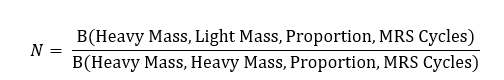 N = B(Heavy Mass, Light Mass, Proportion, MRS Cycles)
B(Heavy Mass, Heavy Mass, Proportion, MRS Cycles)